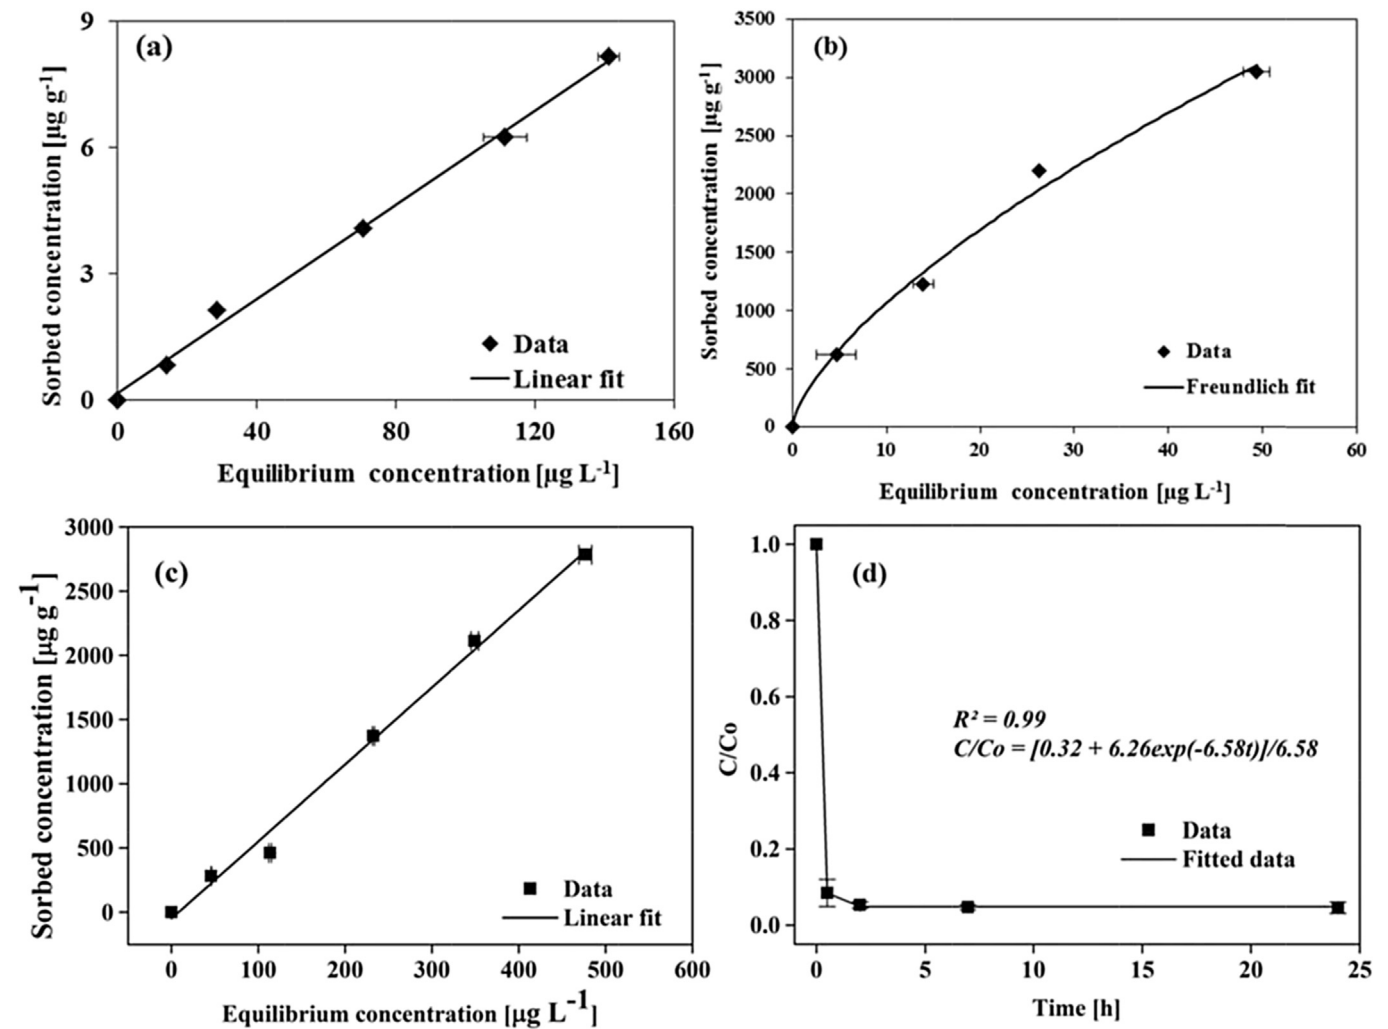 (a)
Sorbed concentration [µg g-1]
9
6
3
0
Data
Linear fit
0 40 80 120 160
Equilibrium concentration [µg L-1]
(b)
Sorbed concentration [µg g-1]
3500
3000
2500
2000
1500
1000
500
0
Data
Freundlich fit
0 10 20 30 40 50 60
Equilibrium concentration [µg L-1]
(c)
Sorbed concentration [µg g-1]
3000
2500
2000
1500
1000
500
0
Data
Linear fit
0 100 200 300 400 500 600
Equilibrium concentration [µg L-1]
(d)
C/Co
1.0
0.8
0.6
0.4
0.2
0.0
R² = 0.99
C/Co = [0.32 + 6.26exp(-6.58t)]/6.58
Data
Fitted data
0 5 10 15 20 25
Time [h]